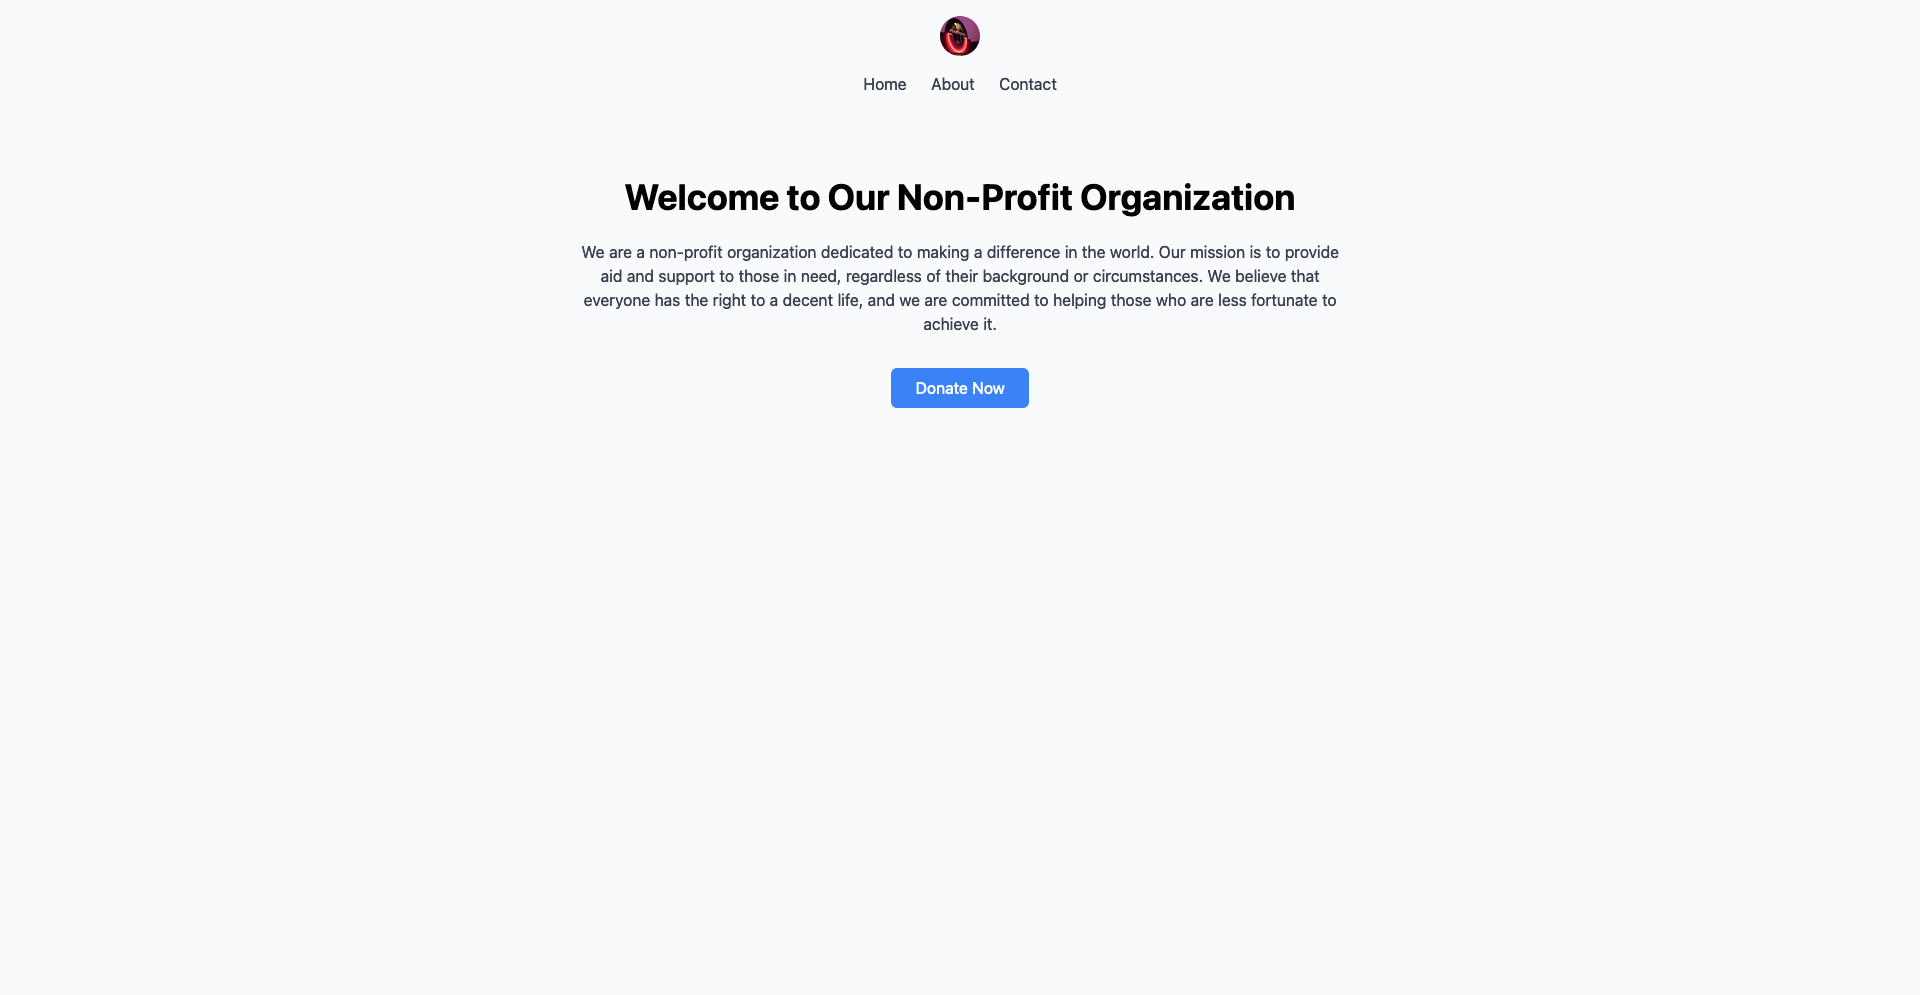 Home About Contact
Welcome to Our Non-Profit Organization
We are a non-profit organization dedicated to making a difference in the world. Our mission is to provide
aid and support to those in need, regardless of their background or circumstances. We believe that
everyone has the right to a decent life, and we are committed to helping those who are less fortunate to
achieve it.
Donate Now